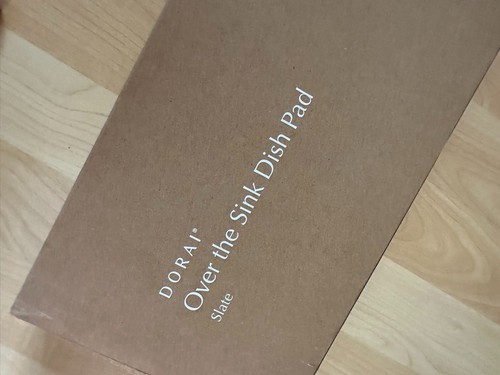 DORAI®
Over the Sink Dish Pad
Slate